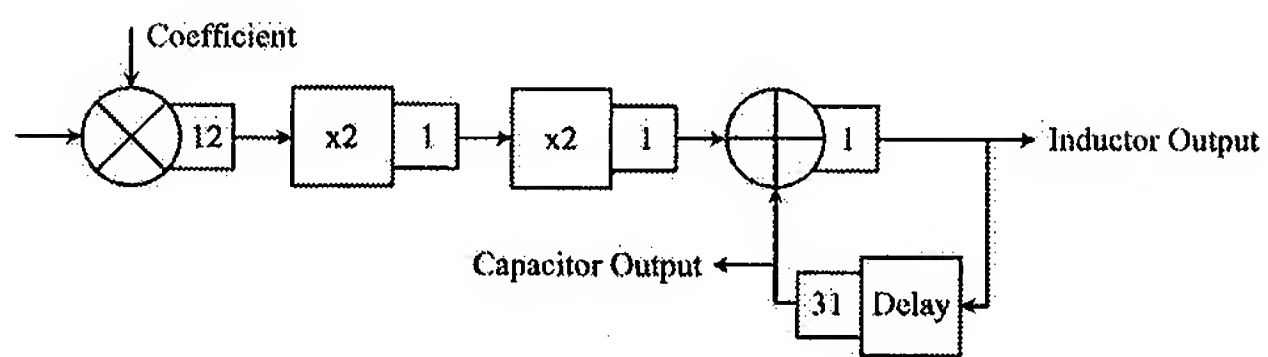 Coefficient
12
x2
1
x2
1
1
Inductor Output
Capacitor Output
31
Delay